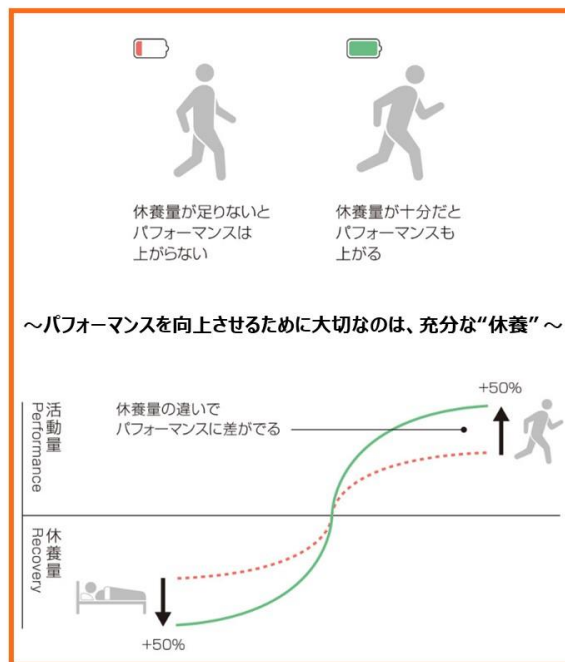 休養量が足りないと
パフォーマンスは
上がらない
休養量が十分だと
パフォーマンスも
上がる
～パフォーマンスを向上させるために大切なのは、充分な“休養”～
+50%
活動量
Performance
休養量の違いで
パフォーマンスに差がでる
休養量
Recovery
+50%